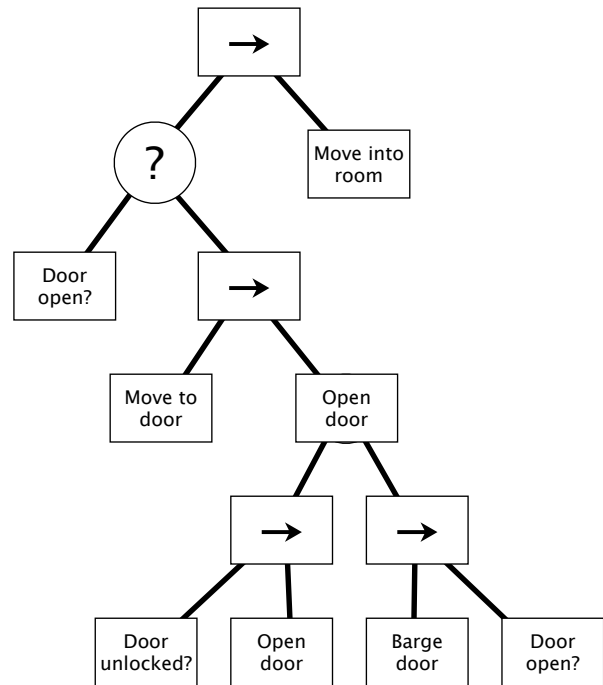 →
?
Move into
room
Door
open?
→
Move to
door
Open
door
→
→
Door
unlocked?
Open
door
Barge
door
Door
open?